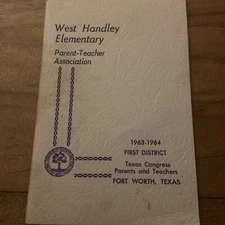 West Handley
Elementary
Parent-Teacher
Association
1963-1964
FIRST DISTRICT
Texas Congress
Parents and Teachers
FORT WORTH, TEXAS